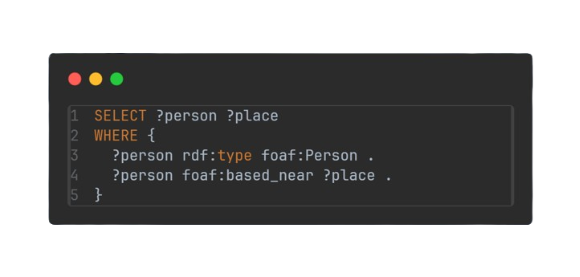 1 SELECT ?person ?place
2 WHERE {
3   ?person rdf:type foaf:Person .
4   ?person foaf:based_near ?place .
5 }